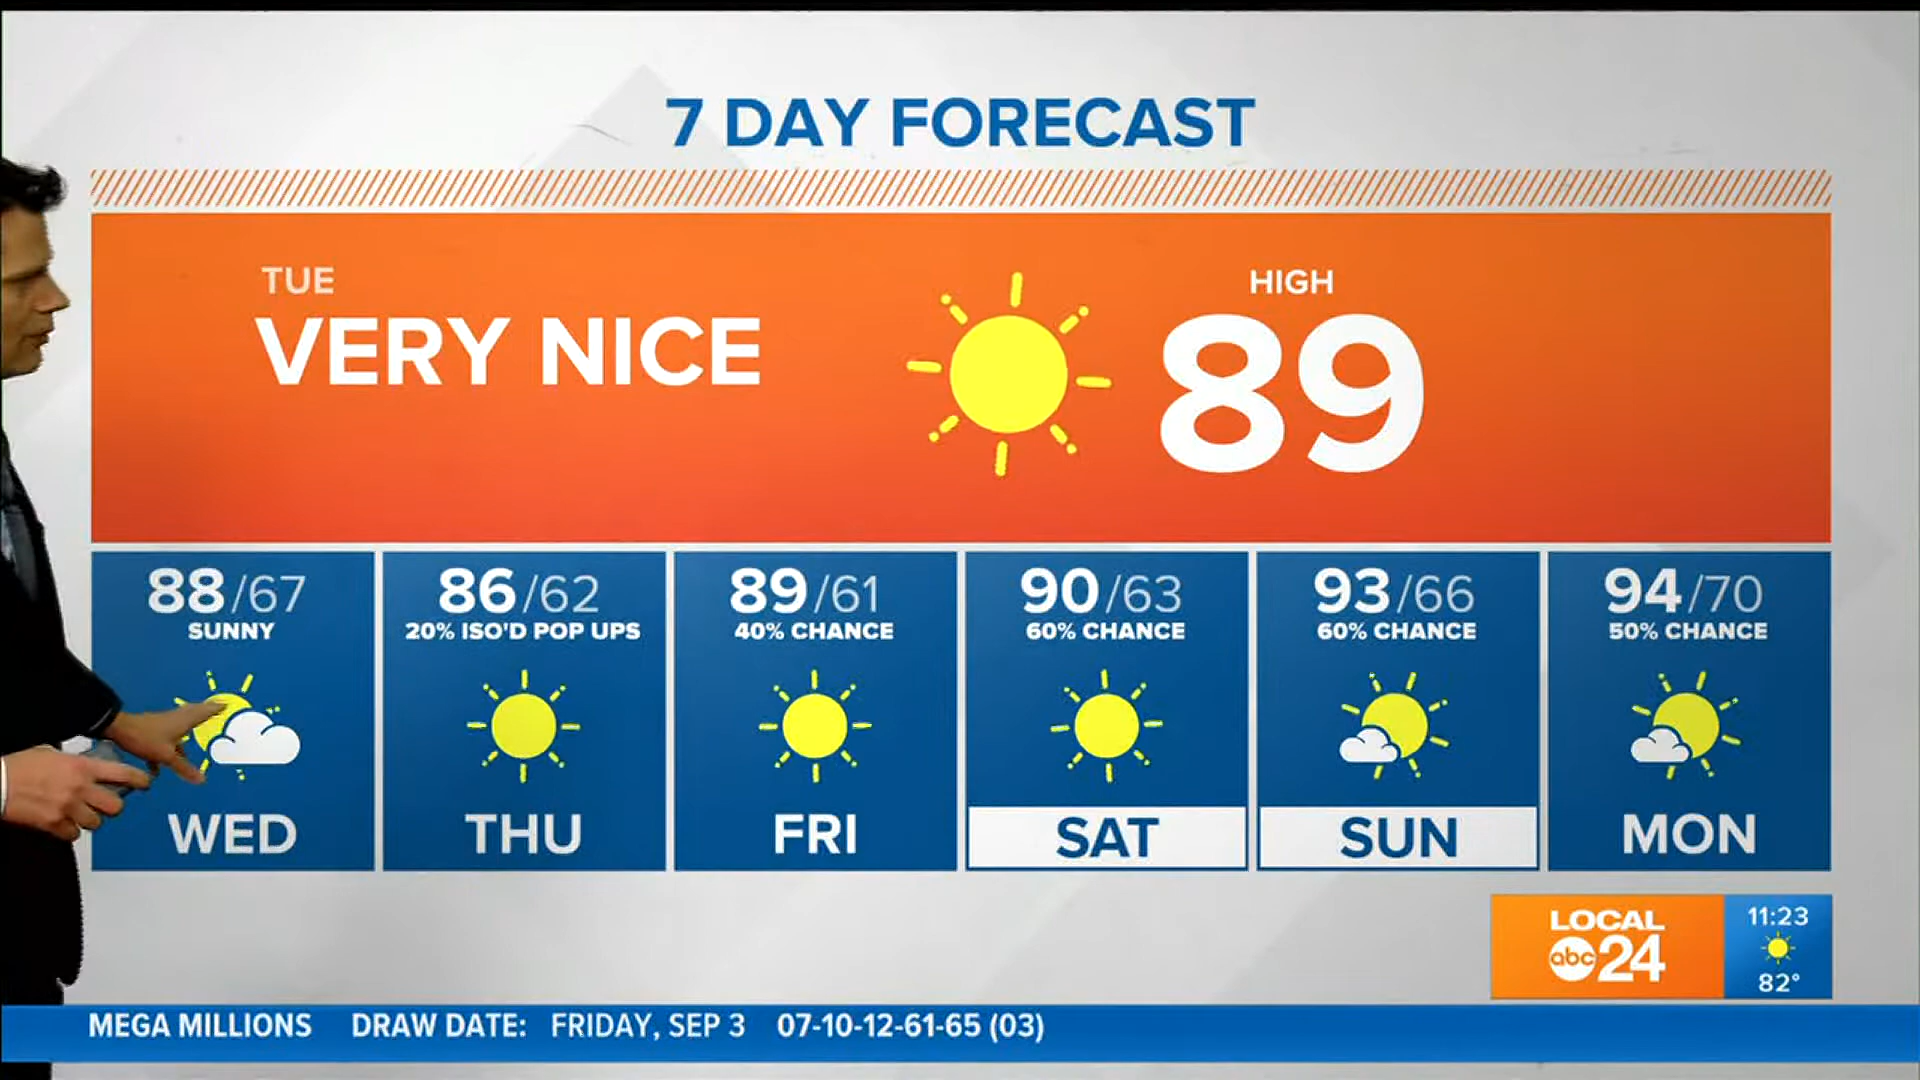 7 DAY FORECAST
TUE
VERY NICE
HIGH
89
88/67
SUNNY
WED
86/62
20% ISO'D POP UPS
THU
89/61
40% CHANCE
FRI
90/63
60% CHANCE
SAT
93/66
60% CHANCE
SUN
94/70
50% CHANCE
MON
LOCAL
abc 24
11:23
82°
MEGA MILLIONS DRAW DATE: FRIDAY, SEP 3 07-10-12-61-65 (03)